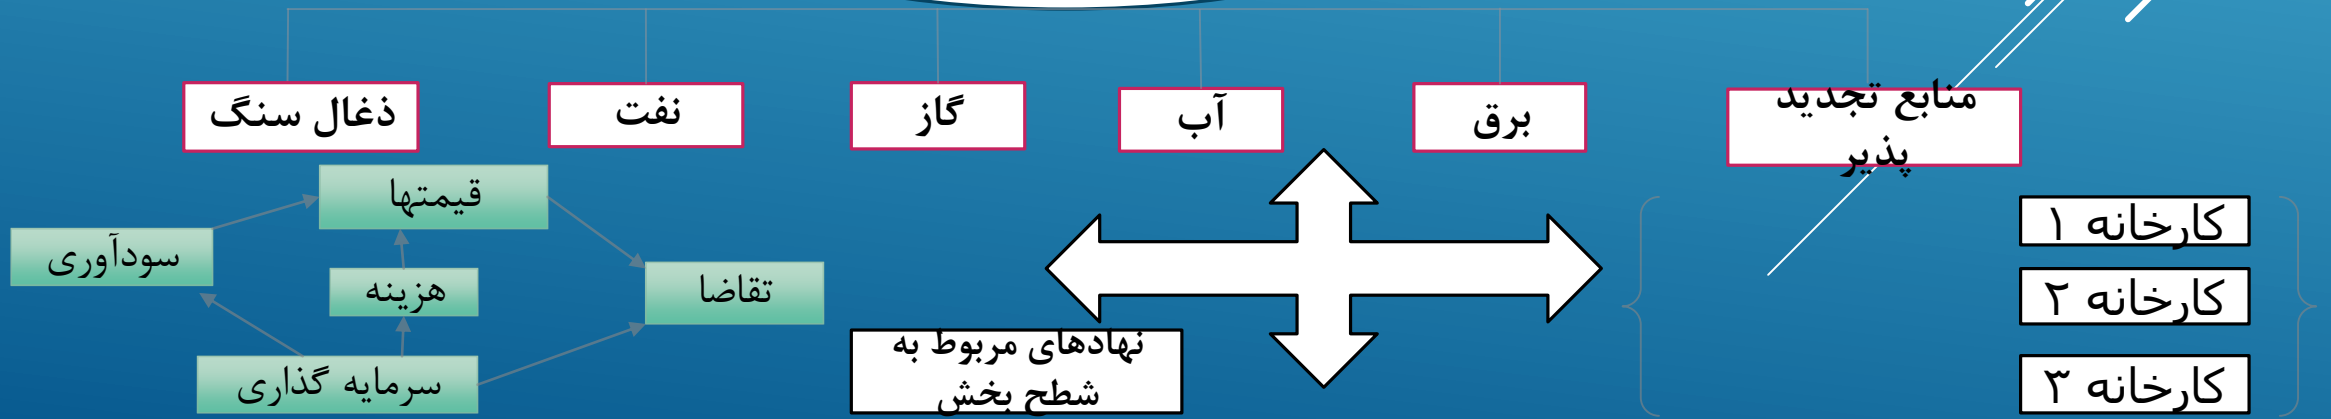 منابع تجدید
پذیر
برق
آب
گاز
نفت
ذغال سنگ
قیمتها
سودآوری
هزینه
تقاضا
سرمایه گذاری
نهادهای مربوط به
شطح بخش
کارخانه ۱
کارخانه ۲
کارخانه ۳